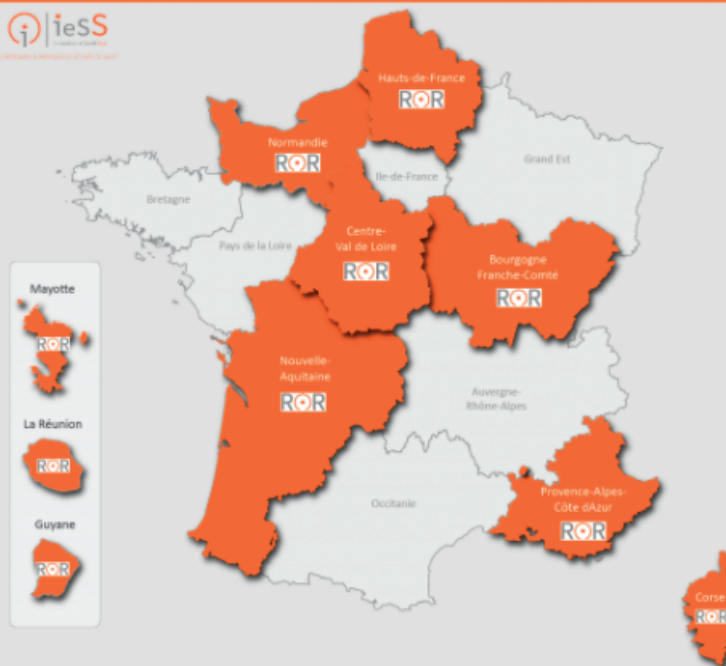 iesS
Hauts-de-France
ROR
Normandie
ROR
Grand Est
Ile-de-France
Bretagne
Centre-
Val de Loire
ROR
Pays de la Loire
Bourgogne
Franche-Comté
ROR
Mayotte
ROR
Nouvelle-
Aquitaine
ROR
Auvergne-
Rhône-Alpes
La Réunion
ROR
Provence-Alpes-
Côte dAzur
ROR
Occitanie
Guyane
ROR
Corse
ROR